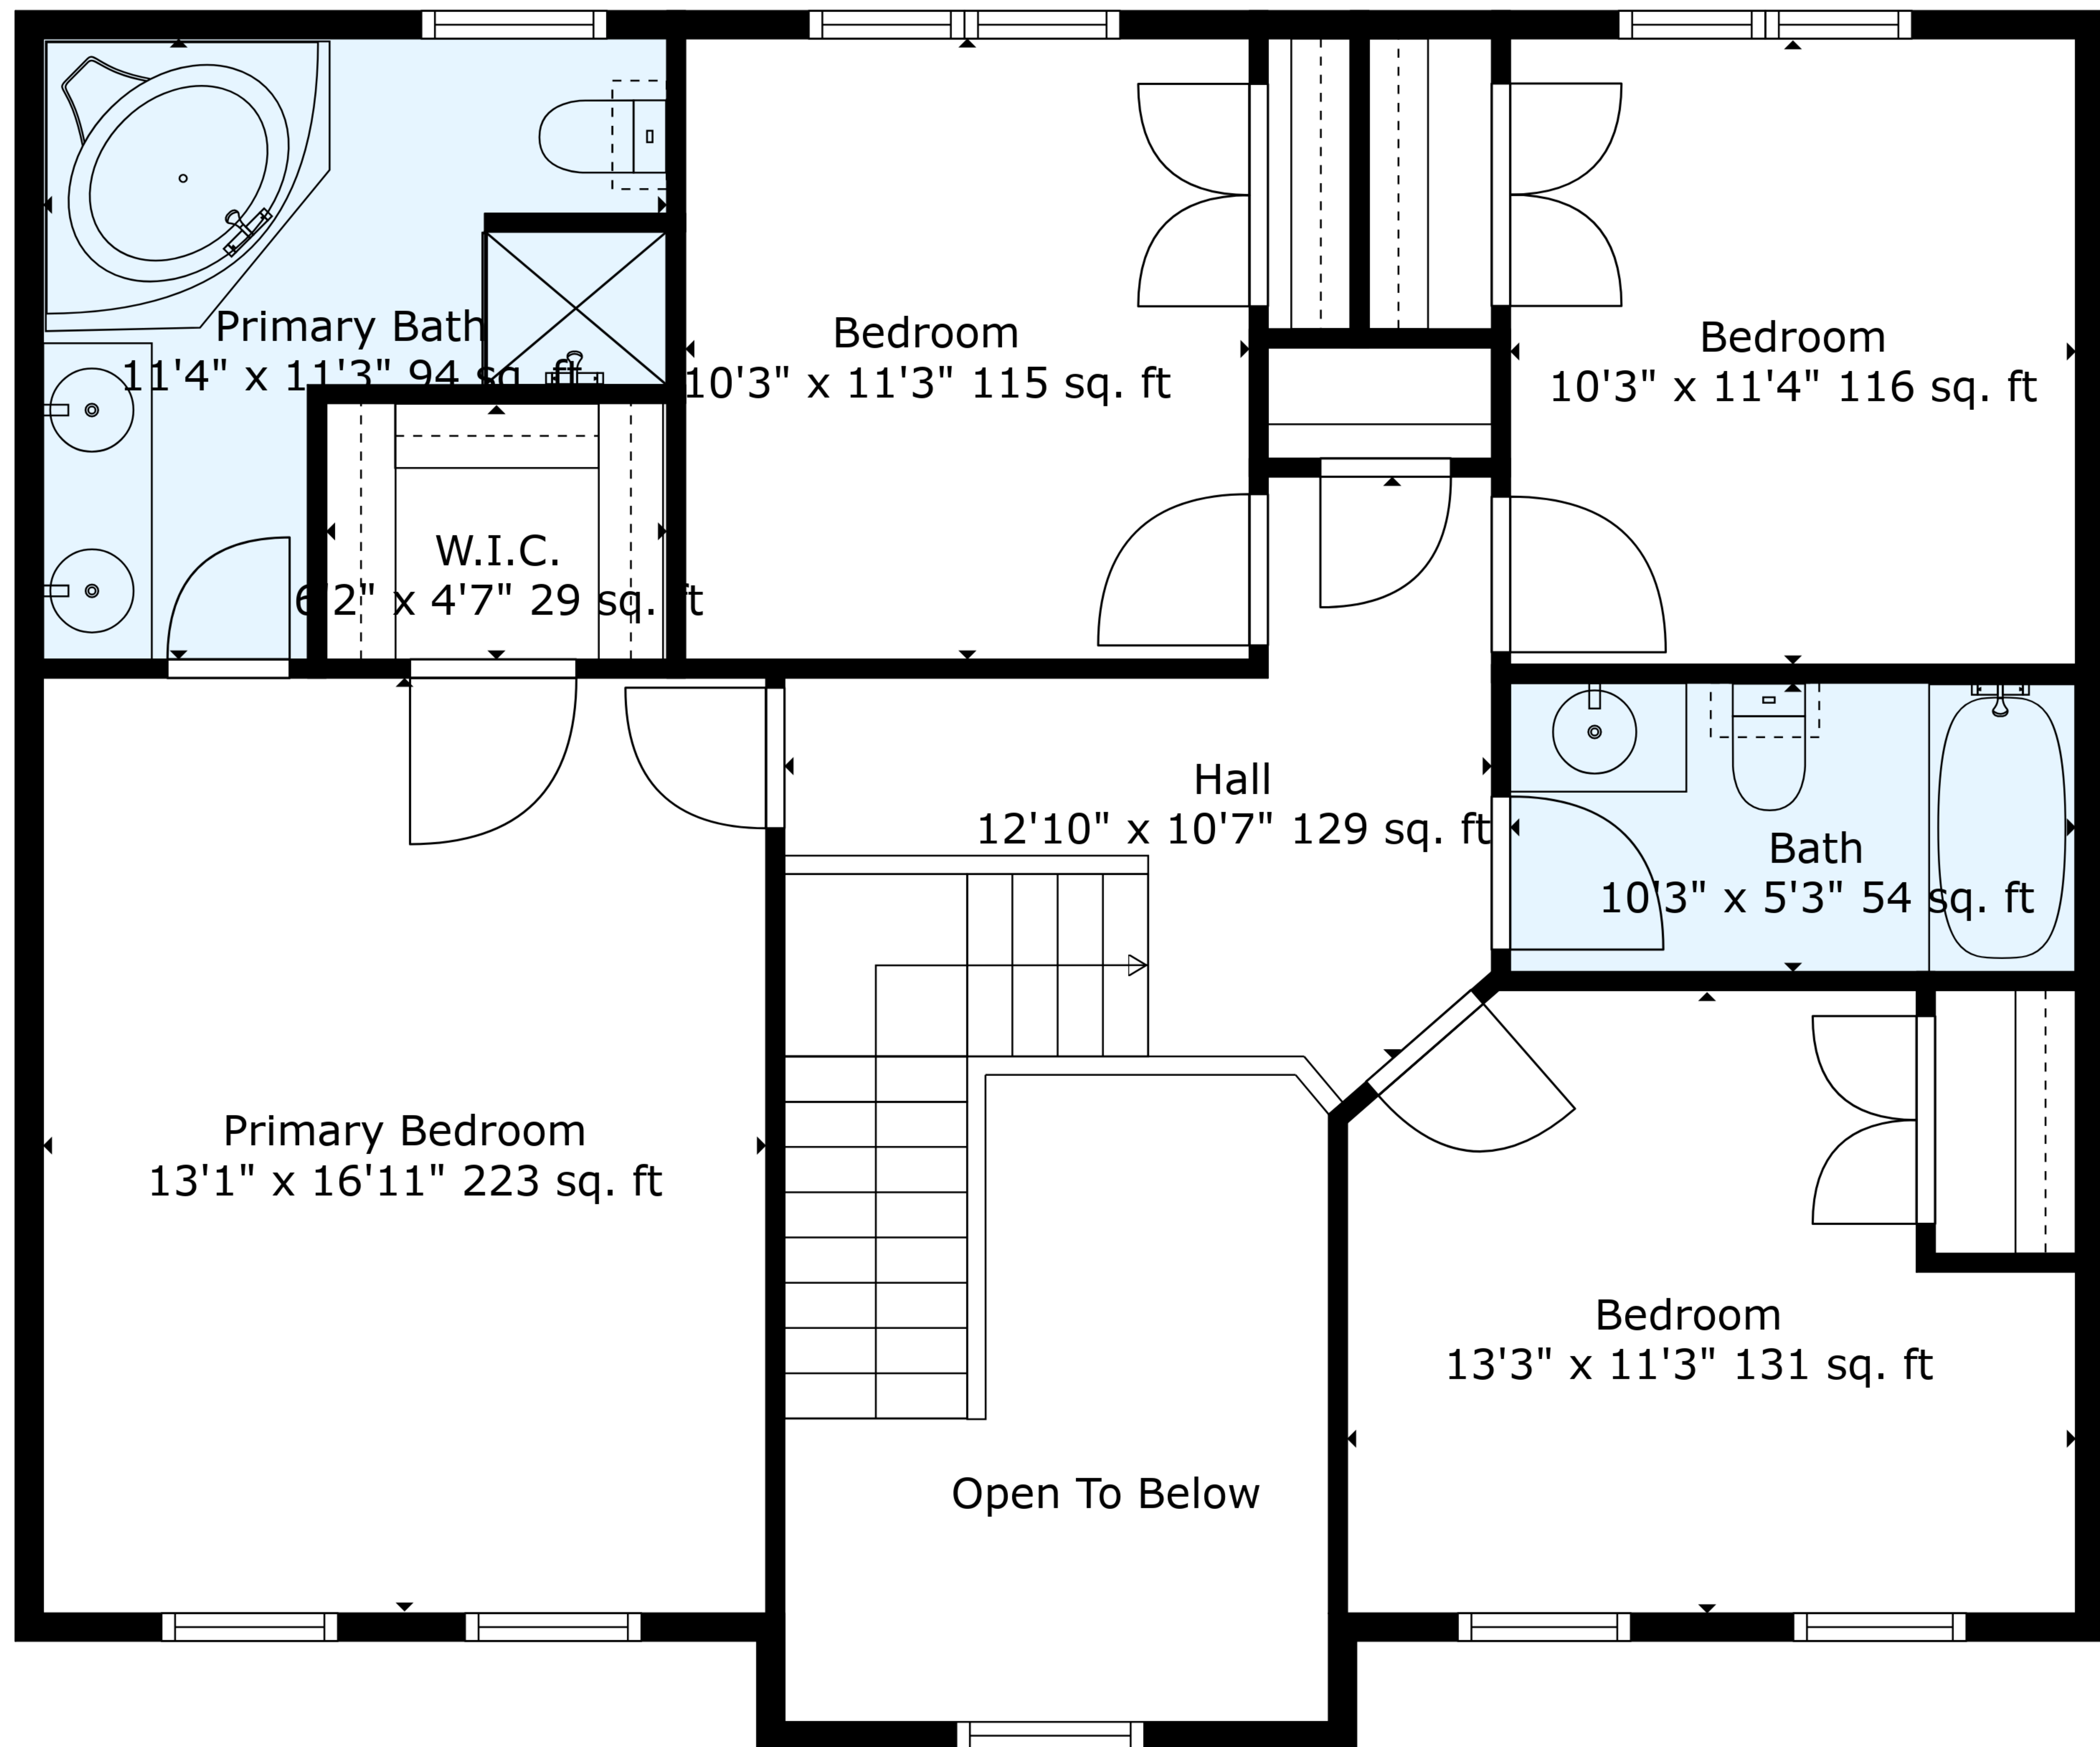 Primary Bath
11'4" x 11'3" 94 sq. ft
Bedroom
10'3" x 11'3" 115 sq. ft
Bedroom
10'3" x 11'4" 116 sq. ft
W.I.C.
6'2" x 4'7" 29 sq. ft
Hall
12'10" x 10'7" 129 sq. ft
Bath
10'3" x 5'3" 54 sq. ft
Primary Bedroom
13'1" x 16'11" 223 sq. ft
Bedroom
13'3" x 11'3" 131 sq. ft
Open To Below